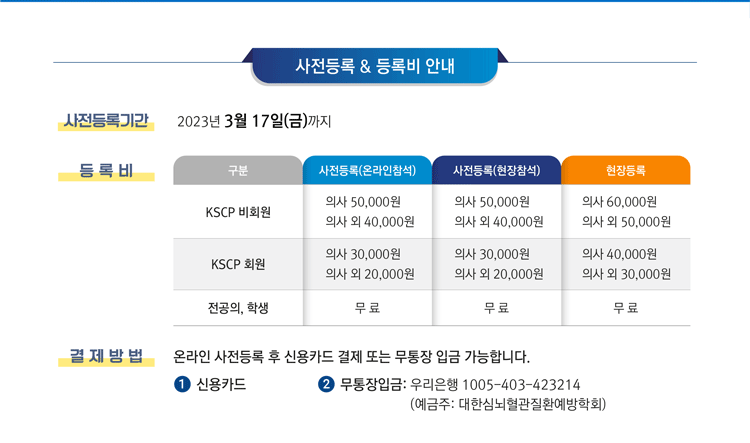 사전등록 & 등록비 안내
사전등록기간
2023년 3월 17일(금)까지
등 록 비
구분 사전등록(온라인참석) 사전등록(현장참석) 현장등록
KSCP 비회원
의사 50,000원 의사 50,000원 의사 60,000원
의사 외 40,000원 의사 외 40,000원 의사 외 50,000원
KSCP 회원
의사 30,000원 의사 30,000원 의사 40,000원
의사 외 20,000원 의사 외 20,000원 의사 외 30,000원
전공의, 학생 무 료 무 료 무 료
결 제 방 법
온라인 사전등록 후 신용카드 결제 또는 무통장 입금 가능합니다.
1 신용카드 2 무통장입금: 우리은행 1005-403-423214
(예금주: 대한심뇌혈관질환예방학회)